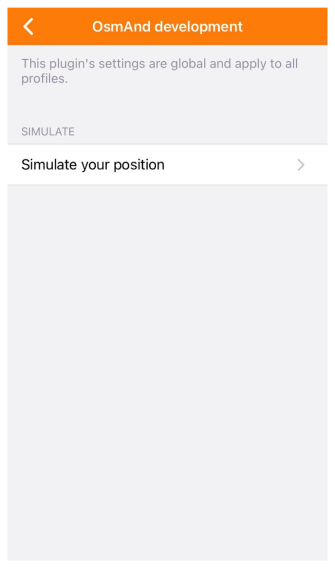 OsmAnd development
This plugin's settings are global and apply to all
profiles.
SIMULATE
Simulate your position